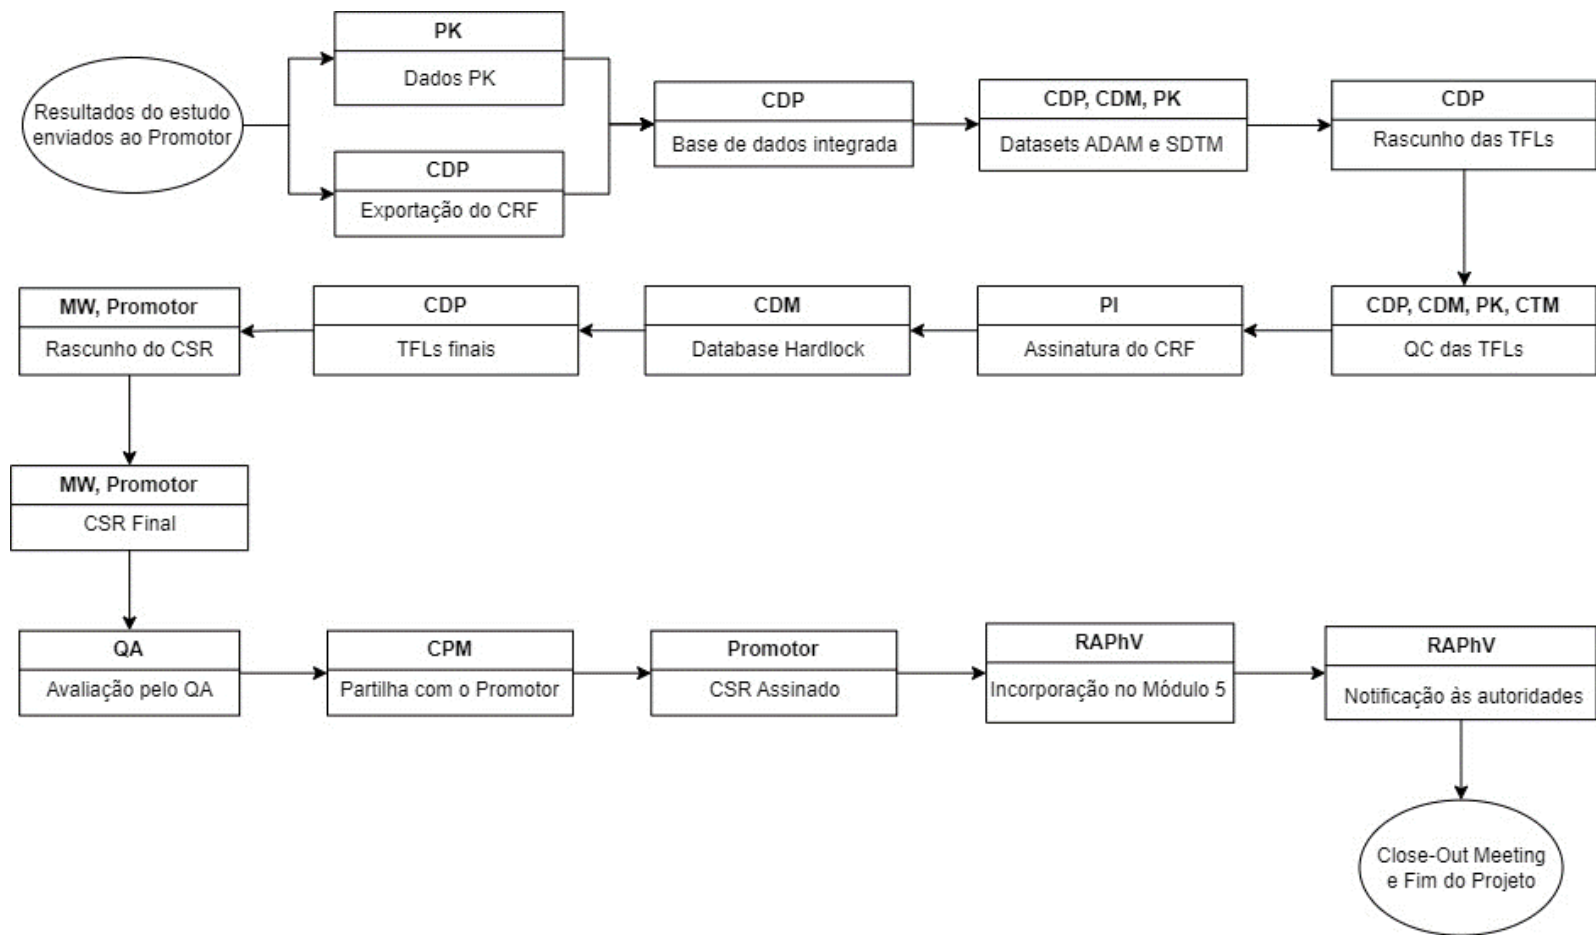 Resultados do estudo
enviados ao Promotor
PK
Dados PK
CDP
Exportação do CRF
CDP
Base de dados integrada
CDP, CDM, PK
Datasets ADAM e SDTM
CDP
Rascunho das TFLs
CDP, CDM, PK, CTM
QC das TFLs
PI
Assinatura do CRF
CDM
Database Hardlock
CDP
TFLs finais
MW, Promotor
Rascunho do CSR
MW, Promotor
CSR Final
QA
Avaliação pelo QA
CPM
Partilha com o Promotor
Promotor
CSR Assinado
RAPhV
Incorporação no Módulo 5
RAPhV
Notificação às autoridades
Close-Out Meeting
e Fim do Projeto